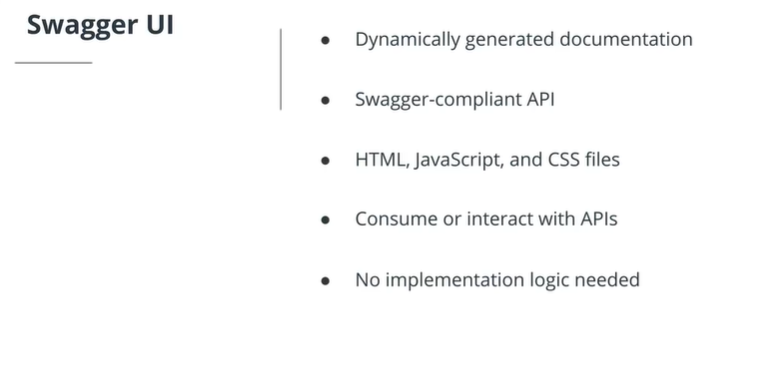 Swagger UI
● Dynamically generated documentation
● Swagger-compliant API
● HTML, JavaScript, and CSS files
● Consume or interact with APIs
● No implementation logic needed